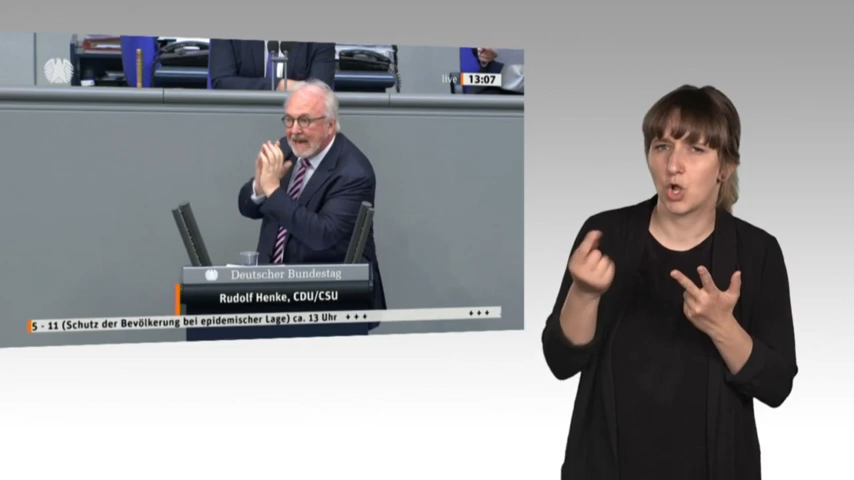 live 13:07
Deutscher Bundestag
Rudolf Henke, CDU/CSU
5 - 11 (Schutz der Bevölkerung bei epidemischer Lage) ca. 13 Uhr +++ +++